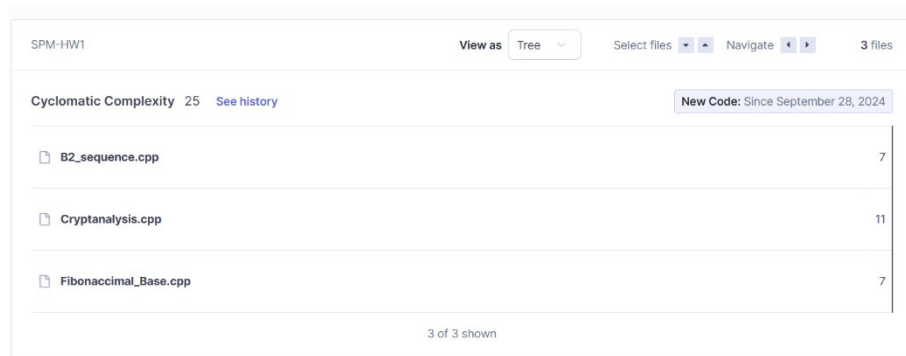 SPM-HW1 View as Tree Select files Navigate 3 files
Cyclomatic Complexity 25 See history New Code: Since September 28, 2024
B2_sequence.cpp 7
Cryptanalysis.cpp 11
Fibonaccimal_Base.cpp 7
3 of 3 shown